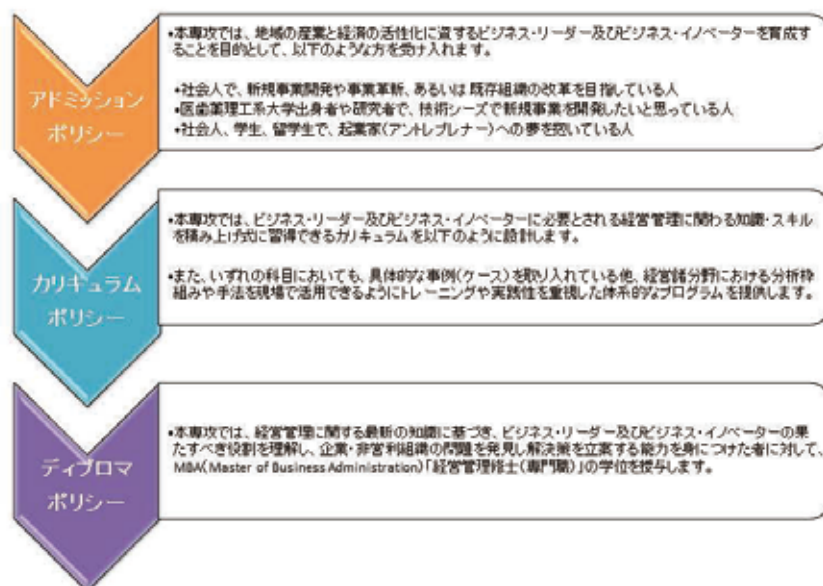 アドミッション
ポリシー
•本専攻では、地域の産業と経済の活性化に資するビジネス・リーダー及びビジネス・イノベーターを育成す
ることを目的として、以下のような方を受け入れます。
•社会人で、新規事業開発や事業革新、あるいは 既存組織の改革を目指している人
•医歯薬理工系大学出身者や研究者で、技術シーズで新規事業を開発したいと思っている人
•社会人、学生、留学生で、起業家(アントレプレナー)への夢を抱いている人
カリキュラム
ポリシー
•本専攻では、ビジネス・リーダー及びビジネス・イノベーターに必要とされる経営管理に関わる知識・スキル
を積み上げ式に習得できるカリキュラムを以下のように設計します。
•また、いずれの科目においても、具体的な事例(ケース)を取り入れている他、経営諸分野における分析枠
組みや手法を現場で活用できるようにトレーニングや実践性を重視した体系的なプログラムを提供します。
ディプロマ
ポリシー
•本専攻では、経営管理に関する最新の知識に基づき、ビジネス・リーダー及びビジネス・イノベーターの果
たすべき役割を理解し、企業・非営利組織の問題を発見し解決策を立案する能力を身につけた者に対して、
MBA(Master of Business Administration)「経営管理修士(専門職)」の学位を授与します。